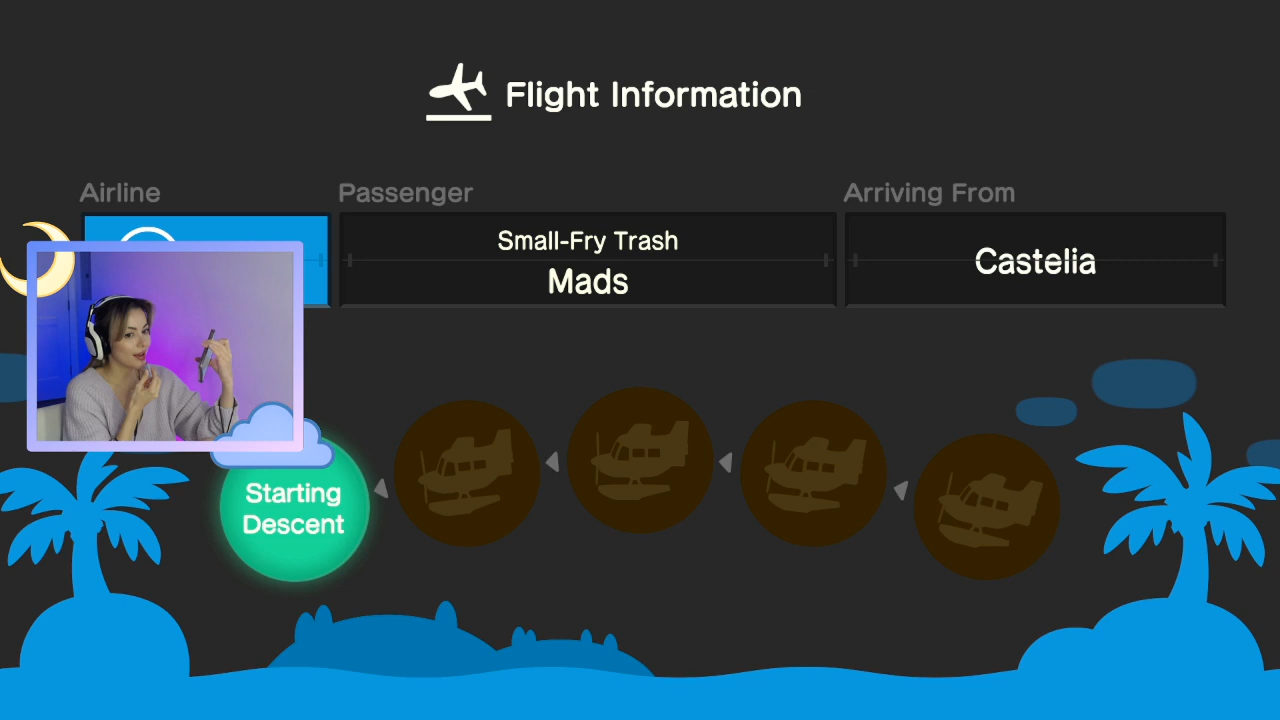 Flight Information
Airline
Passenger
Arriving From
Small-Fry Trash
Mads
Castelia
Starting
Descent